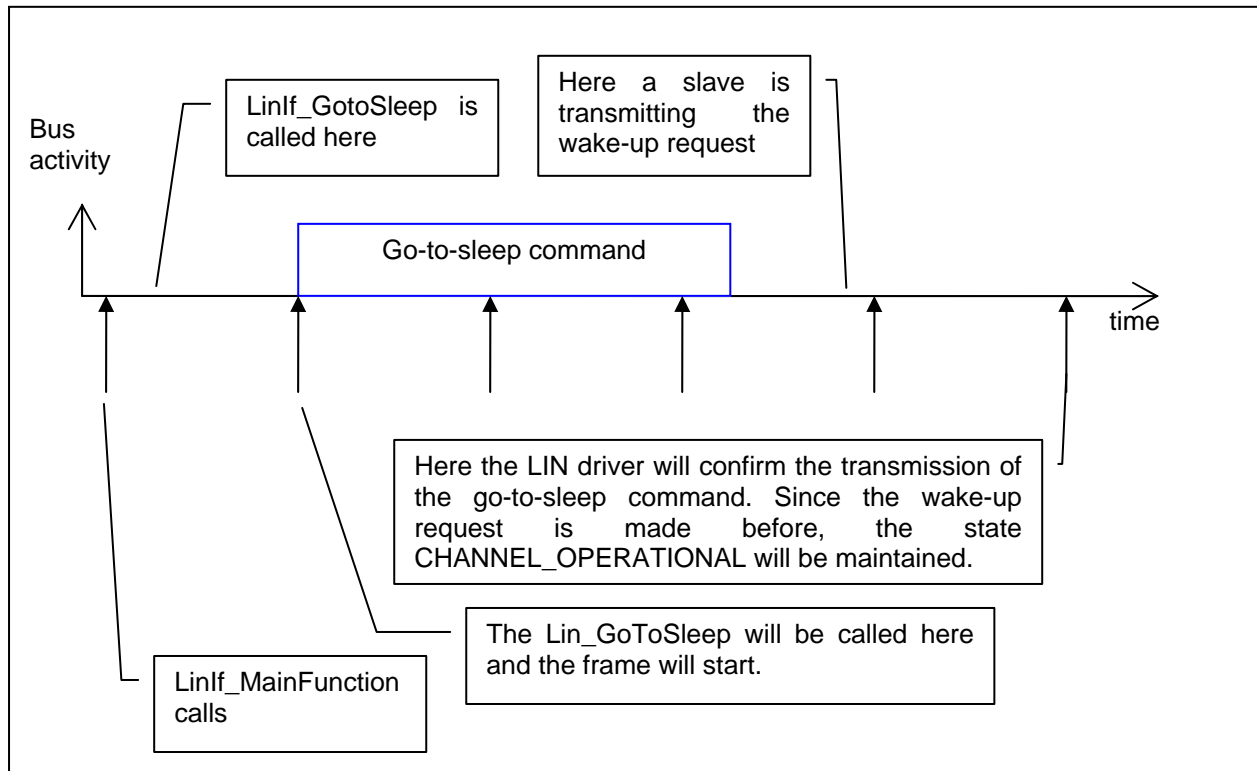 LinIf_GotoSleep is
called here
Here a slave is
transmitting the
wake-up request
Bus
activity
Go-to-sleep command
time
Here the LIN driver will confirm the transmission of
the go-to-sleep command. Since the wake-up
request is made before, the state
CHANNEL_OPERATIONAL will be maintained.
The Lin_GoToSleep will be called here
and the frame will start.
LinIf_MainFunction
calls